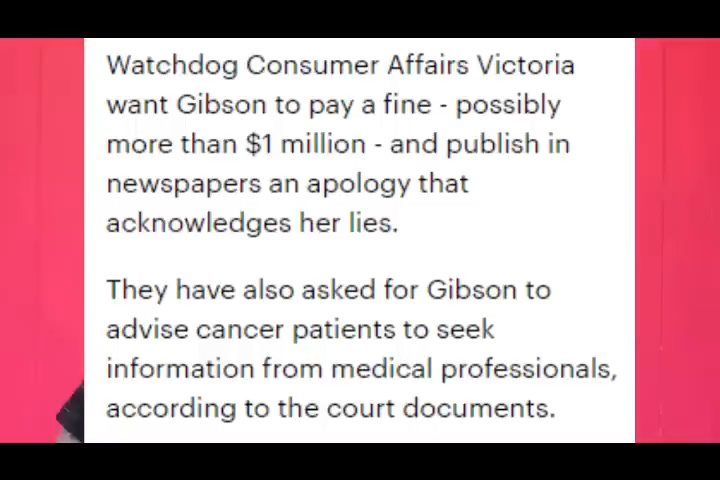 Watchdog Consumer Affairs Victoria
want Gibson to pay a fine - possibly
more than $1 million - and publish in
newspapers an apology that
acknowledges her lies.
They have also asked for Gibson to
advise cancer patients to seek
information from medical professionals,
according to the court documents.